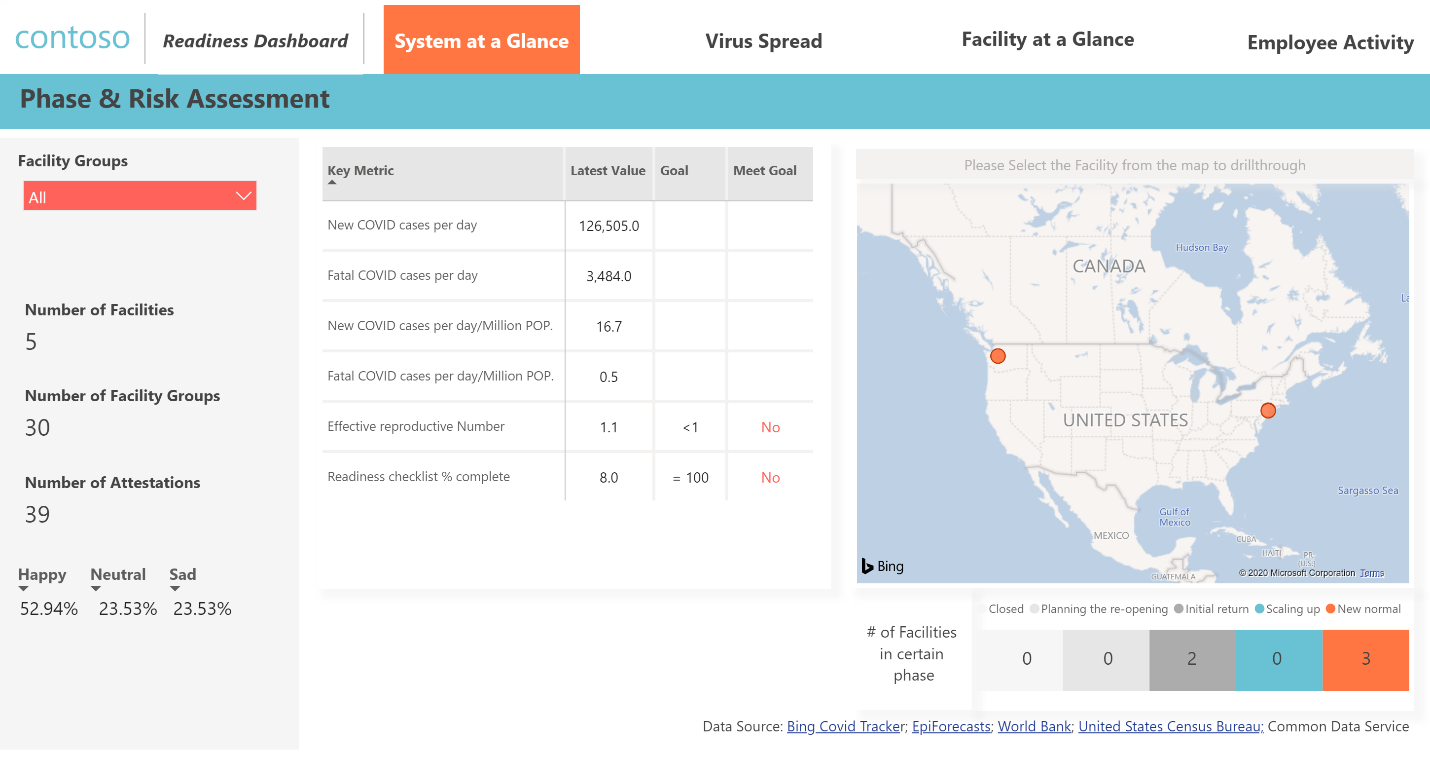 contoso
Readiness Dashboard
System at a Glance
Virus Spread
Facility at a Glance
Employee Activity
Phase & Risk Assessment
Facility Groups
All
Number of Facilities
5
Number of Facility Groups
30
Number of Attestations
39
Happy Neutral Sad
52.94% 23.53% 23.53%
Key Metric Latest Value Goal Meet Goal
New COVID cases per day 126,505.0
Fatal COVID cases per day 3,484.0
New COVID cases per day/Million POP. 16.7
Fatal COVID cases per day/Million POP. 0.5
Effective reproductive Number 1.1 <1 No
Readiness checklist % complete 8.0 = 100 No
Please Select the Facility from the map to drillthrough
Hudson Bay
CANADA
La
UNITED STATES
Sargasso Sea
Gulf of
Mexico
MEXICO
CUBA
HAITI
PR-
(U.S.)
GUATEMALA
Bing
© 2020 Microsoft Corporation Terms
Closed Planning the re-opening Initial return Scaling up New normal
# of Facilities
in certain
phase
0 0 2 0 3
Data Source: Bing Covid Tracker; EpiForecasts; World Bank; United States Census Bureau; Common Data Service